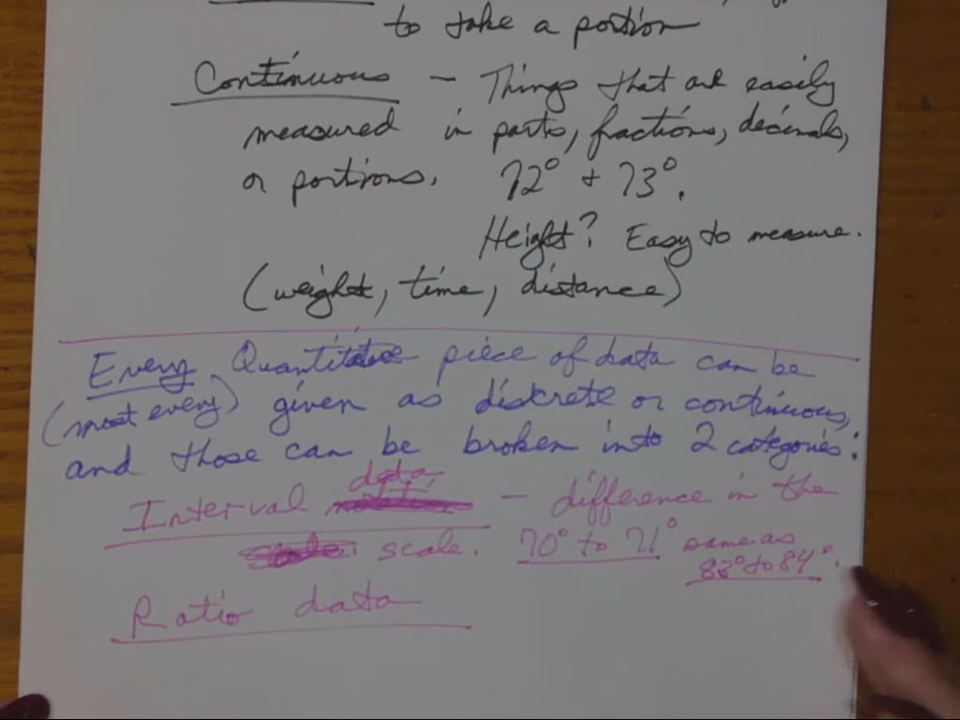 to take a portion
Continuous - Things that are easily
measured in parts, fractions, decimals,
or portions. 72° + 73°.
Height? Easy to measure.
(weight, time, distance)
Every Quantitative piece of data can be
(most every) given as discrete or continuous,
and those can be broken into 2 categories:
Interval data - difference in the
scale. 70° to 71° same as
83° to 84°.
Ratio data